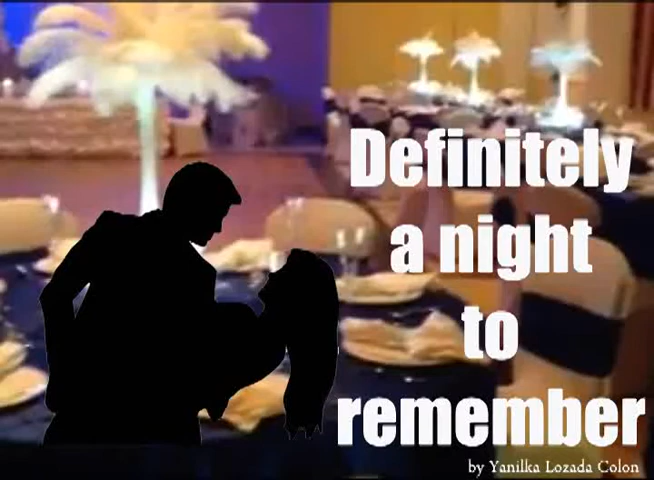 Definitely
a night
to
remember
by Yanilka Lozada Colon